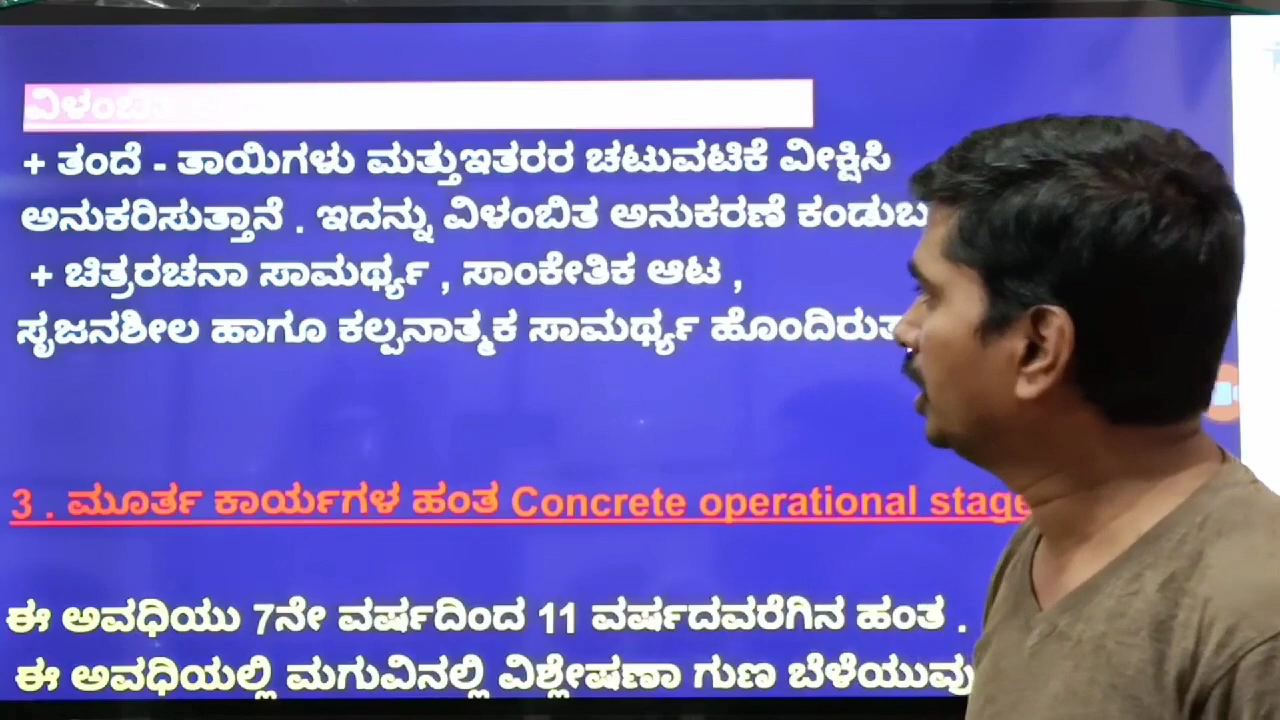 ವಿಳಂಬಿತ
+ ತಂದೆ - ತಾಯಿಗಳು ಮತ್ತುಇತರರ ಚಟುವಟಿಕೆ ವೀಕ್ಷಿಸಿ
ಅನುಕರಿಸುತ್ತಾನೆ . ಇದನ್ನು ವಿಳಂಬಿತ ಅನುಕರಣೆ
+ ಚಿತ್ರರಚನಾ ಸಾಮರ್ಥ್ಯ , ಸಾಂಕೇತಿಕ ಆಟ ,
ಸೃಜನಶೀಲ ಹಾಗೂ ಕಲ್ಪನಾತ್ಮಕ ಸಾಮರ್ಥ್ಯ
3 . ಮೂರ್ತ ಕಾರ್ಯಗಳ ಹಂತ Concrete operational stage
ಈ ಅವಧಿಯು 7ನೇ ವರ್ಷದಿಂದ 11 ವರ್ಷದವರೆಗಿನ ಹಂತ .
ಈ ಅವಧಿಯಲ್ಲಿ ಮಗುವಿನಲ್ಲಿ ವಿಶ್ಲೇಷಣಾ ಗುಣ ಬೆಳೆಯುವು